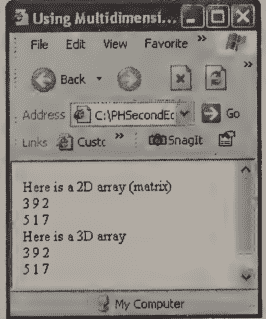 Using Multidimensi...
File Edit View Favorite »
Back »
Address C:\PHSecondEc Go
Links Custc » SnagIt
Here is a 2D array (matrix)
3 9 2
5 1 7
Here is a 3D array
3 9 2
5 1 7
My Computer